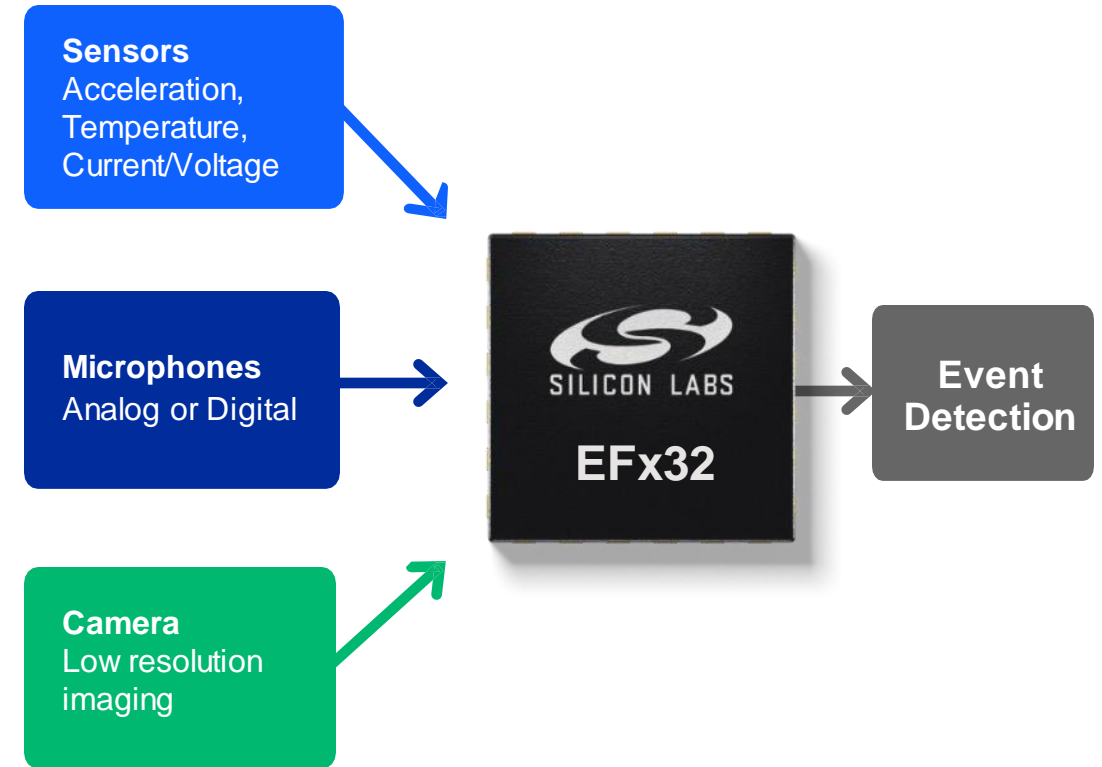 Sensors
Acceleration,
Temperature,
Current/Voltage
Microphones
Analog or Digital
Camera
Low resolution
imaging
SILICON LABS
EFx32
Event
Detection